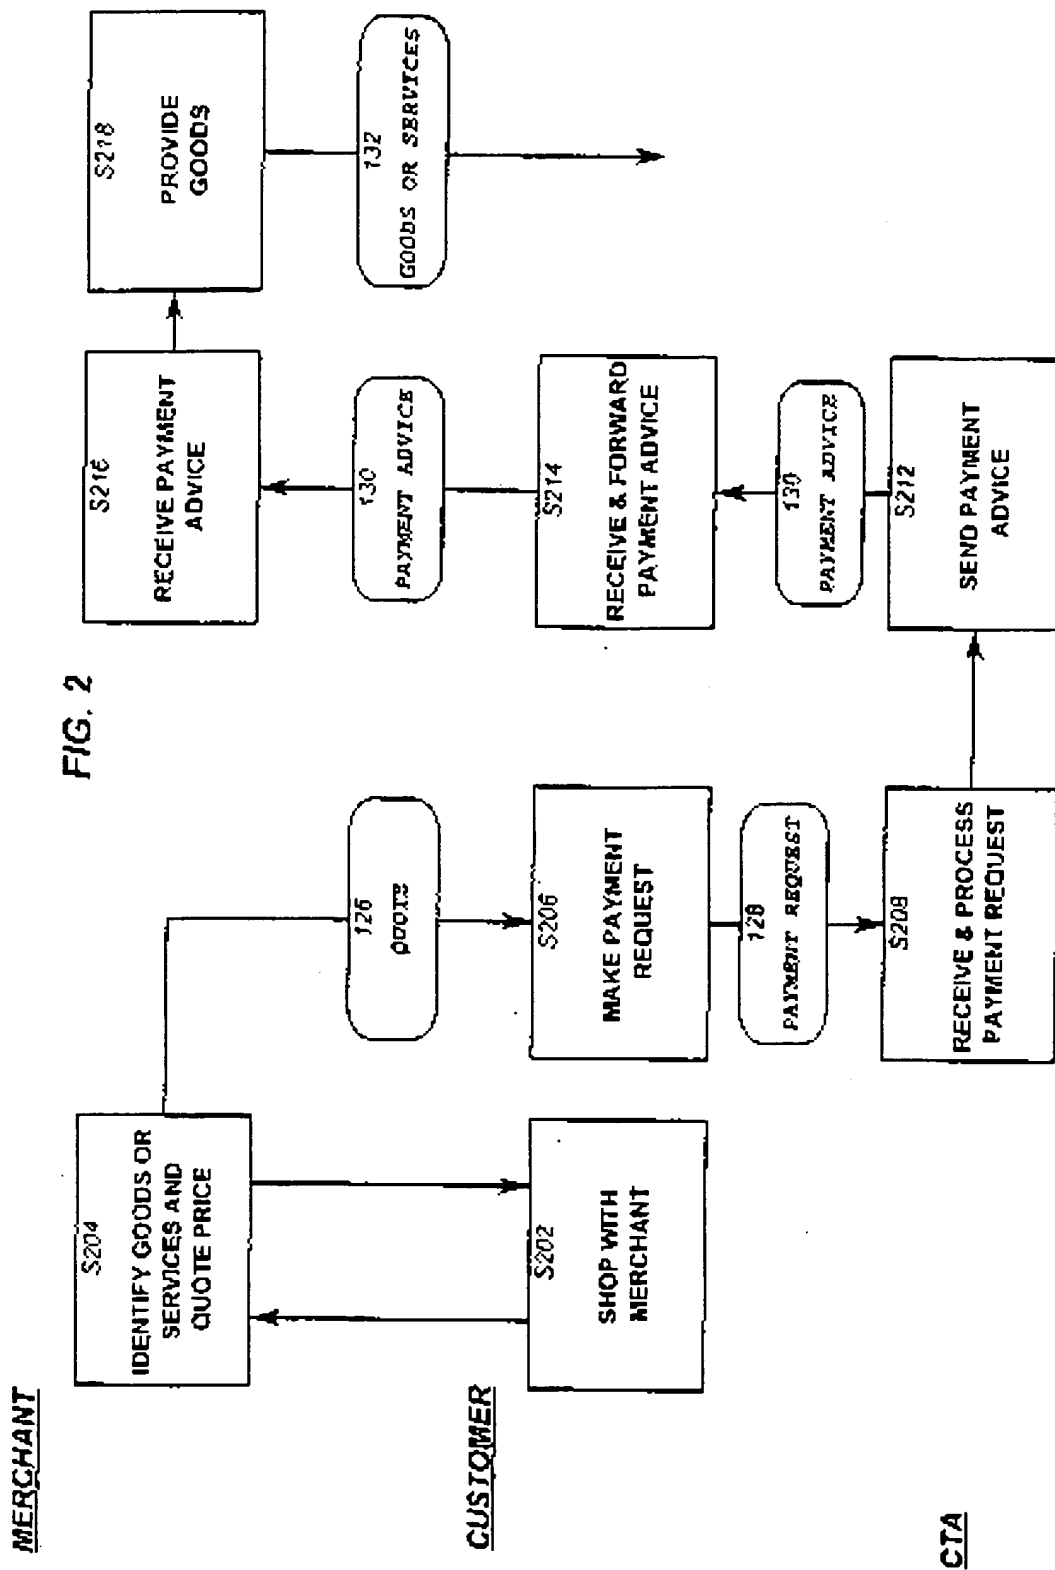 FIG. 2
MERCHANT
S204
IDENTIFY GOODS OR
SERVICES AND
QUOTE PRICE
S216
RECEIVE PAYMENT
ADVICE
S218
PROVIDE
GOODS
126
QUOTE
130
PAYMENT ADVICE
132
GOODS OR SERVICES
CUSTOMER
S202
SHOP WITH
MERCHANT
S206
MAKE PAYMENT
REQUEST
S214
RECEIVE & FORWARD
PAYMENT ADVICE
128
PAYMENT REQUEST
130
PAYMENT ADVICE
CTA
S208
RECEIVE & PROCESS
PAYMENT REQUEST
S212
SEND PAYMENT
ADVICE